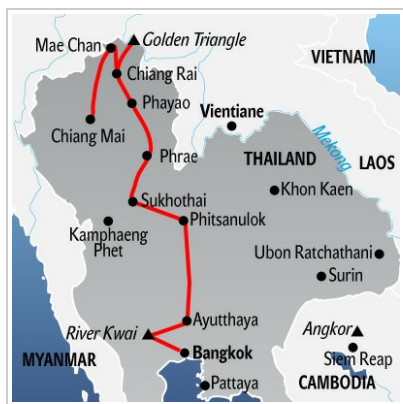 Mae Chan
Golden Triangle
Chiang Rai
VIETNAM
Phayao
Vientiane
Chiang Mai
Mekong
Phrae
THAILAND
LAOS
Khon Kaen
Sukhothai
Phitsanulok
Kamphaeng
Phet
Ubon Ratchathani
Surin
Ayutthaya
River Kwai
Angkor
MYANMAR
Bangkok
Siem Reap
Pattaya
CAMBODIA